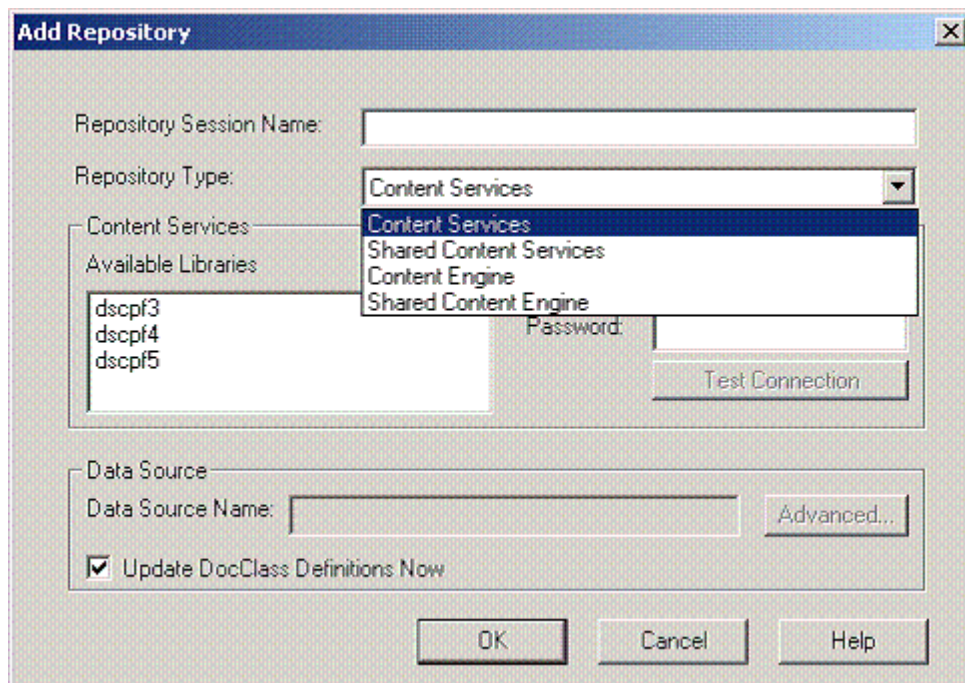 Add Repository
Repository Session Name:
Repository Type:
Content Services
Content Services
Shared Content Services
Content Engine
Shared Content Engine
Content Services
Available Libraries
dscpf3
dscpf4
dscpf5
Password:
Test Connection
Data Source
Data Source Name:
Advanced...
Update DocClass Definitions Now
OK
Cancel
Help